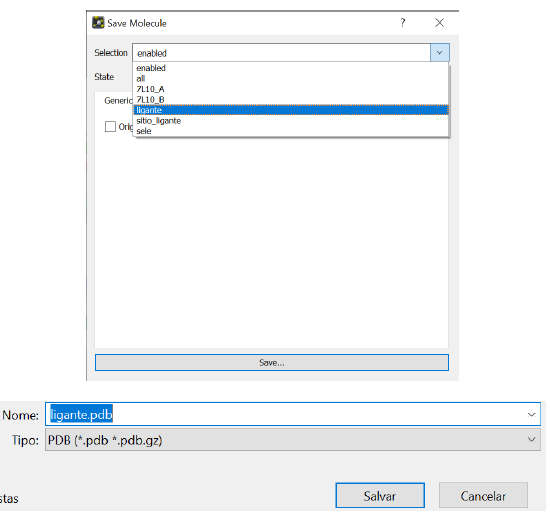 Save Molecule
?
Selection
enabled
State
enabled
all
7L10_A
7L10_B
ligante
sitio_ligante
sele
Generic
Orig
Save...
Nome: ligante.pdb
Tipo: PDB (*.pdb *.pdb.gz)
stas
Salvar
Cancelar